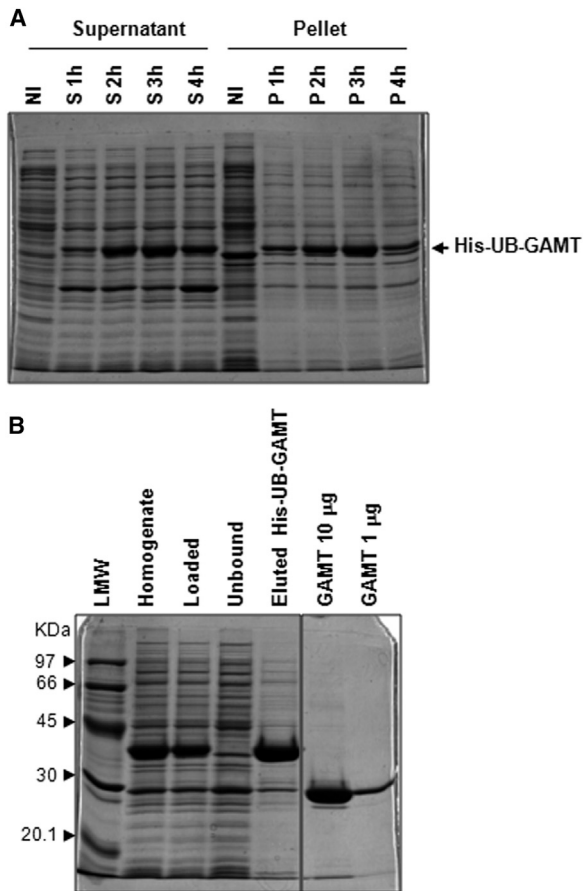 A
Supernatant Pellet
NI S 1h S 2h S 3h S 4h NI P 1h P 2h P 3h P 4h
His-UB-GAMT
B
LMW Homogenate Loaded Unbound Eluted His-UB-GAMT GAMT 10 µg GAMT 1 µg
KDa
97
66
45
30
20.1